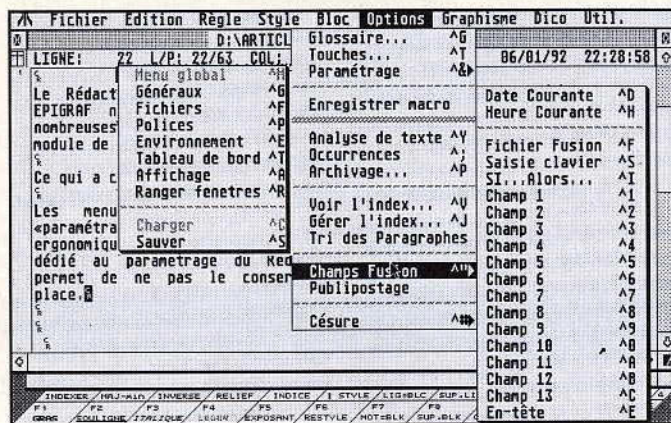 Fichier Edition Règle Style Bloc Options Graphisme Dico Util.
D:\ARTICL
LIGNE: 22 L/P: 22/63 COL: 06/01/92 22:28:58
Le Rédact
EPIGRAF n
nombreuses
module de
Ce qui a c
Les menu
«paramétra
ergonomiqu
dédié au parametrage du Red
permet de ne pas le conser
place.
Menu global ^M
Généraux ^G
Fichiers ^F
Polices ^P
Environnement ^E
Tableau de bord ^T
Affichage ^A
Ranger fenetres ^R
Charger ^C
Sauver ^S
Glossaire... ^G
Touches... ^T
Paramétrage ^&
Enregistrer macro
Analyse de texte ^Y
Occurrences ^;
Archivage... ^P
Voir l'index... ^V
Gérer l'index... ^J
Tri des Paragraphes
Champs Fusion ^"
Publipostage
Césure ^#
Date Courante ^D
Heure Courante ^H
Fichier Fusion ^F
Saisie clavier ^S
SI...Alors... ^I
Champ 1 ^1
Champ 2 ^2
Champ 3 ^3
Champ 4 ^4
Champ 5 ^5
Champ 6 ^6
Champ 7 ^7
Champ 8 ^8
Champ 9 ^9
Champ 10 ^0
Champ 11 ^A
Champ 12 ^B
Champ 13 ^C
En-tête ^E
INDEXER MAJ-min INVERSE RELIEF INDICE 1 STYLE LIG=BLC SUP.LI
F1 F2 F3 F4 F5 F6 F7 F8
GRAS SOULIGNE ITALIQUE LEGER EXPOSANT RESTYLE MOT=BLK SUP.BLK